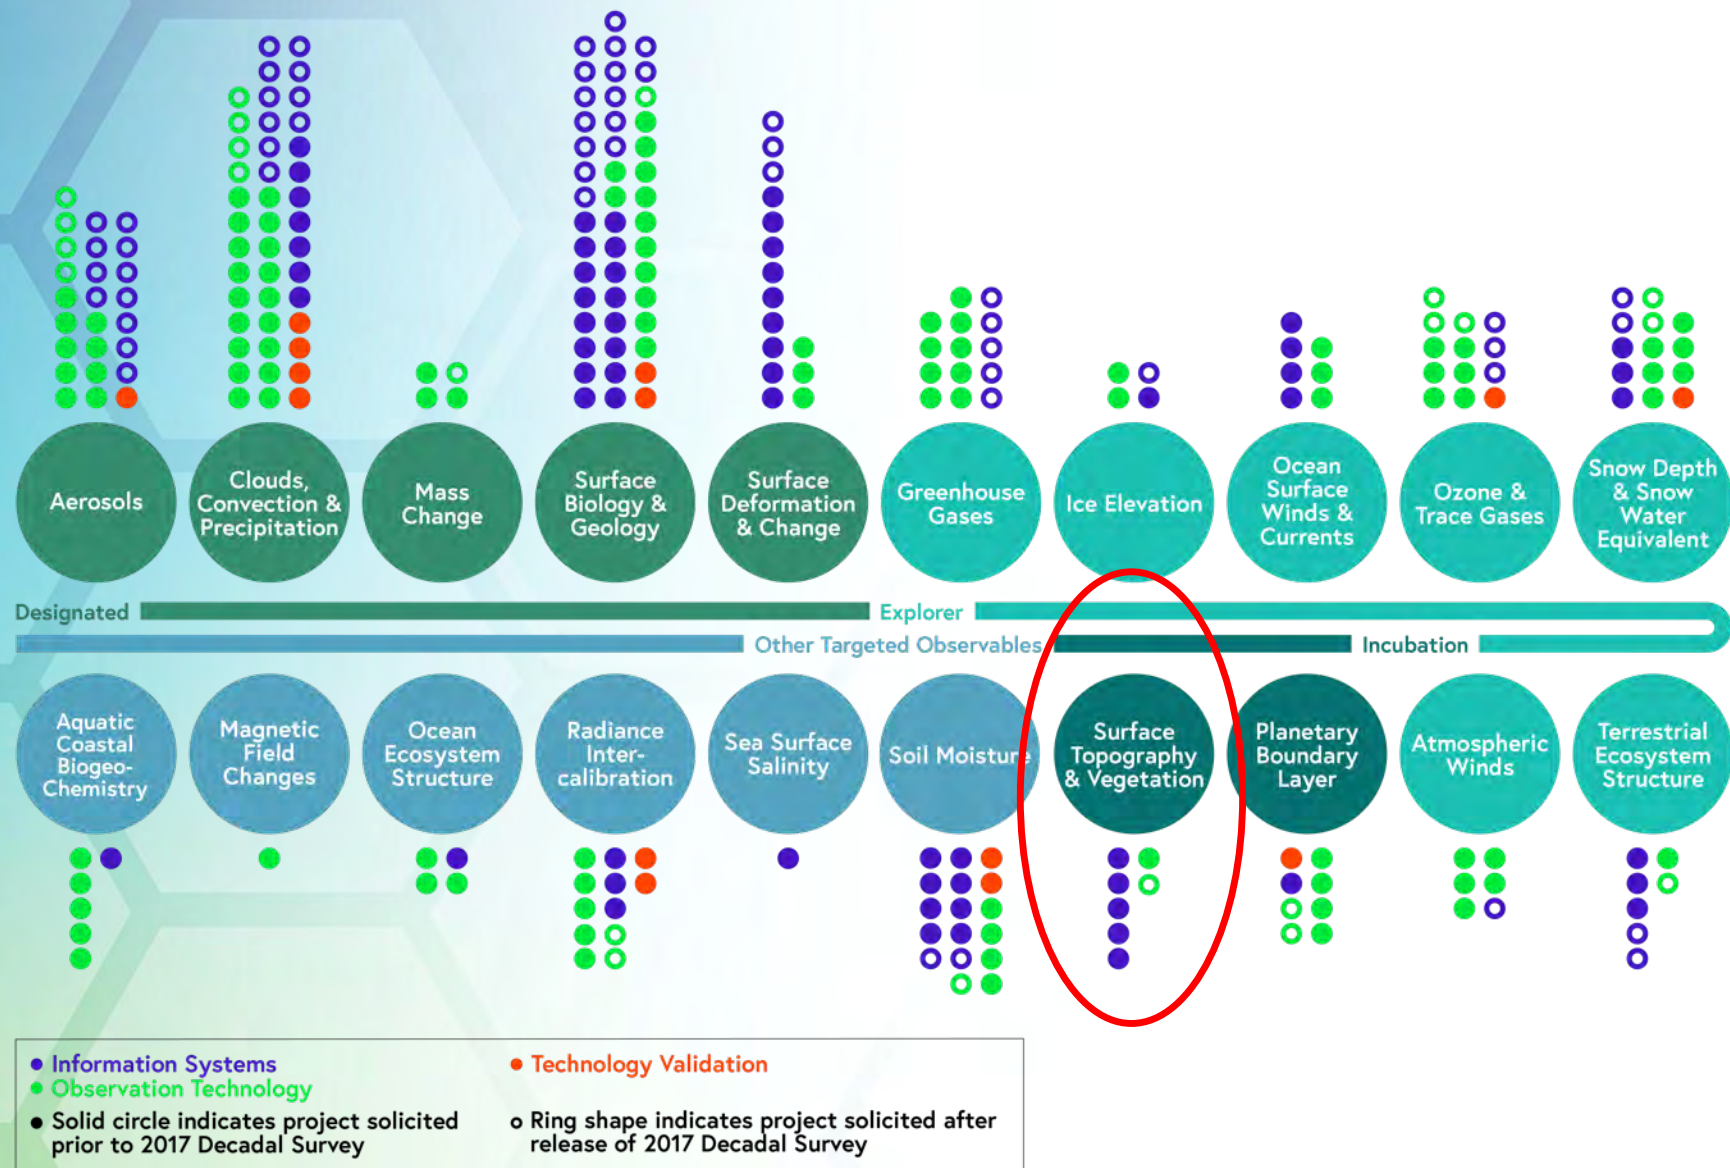 Aerosols
Clouds,
Convection &
Precipitation
Mass
Change
Surface
Biology &
Geology
Surface
Deformation
& Change
Greenhouse
Gases
Ice Elevation
Ocean
Surface
Winds &
Currents
Ozone &
Trace Gases
Snow Depth
& Snow
Water
Equivalent
Designated
Explorer
Other Targeted Observables
Incubation
Aquatic
Coastal
Biogeo-
Chemistry
Magnetic
Field
Changes
Ocean
Ecosystem
Structure
Radiance
Inter-
calibration
Sea Surface
Salinity
Soil Moisture
Surface
Topography
& Vegetation
Planetary
Boundary
Layer
Atmospheric
Winds
Terrestrial
Ecosystem
Structure
Information Systems
Technology Validation
Observation Technology
Solid circle indicates project solicited
prior to 2017 Decadal Survey
Ring shape indicates project solicited after
release of 2017 Decadal Survey